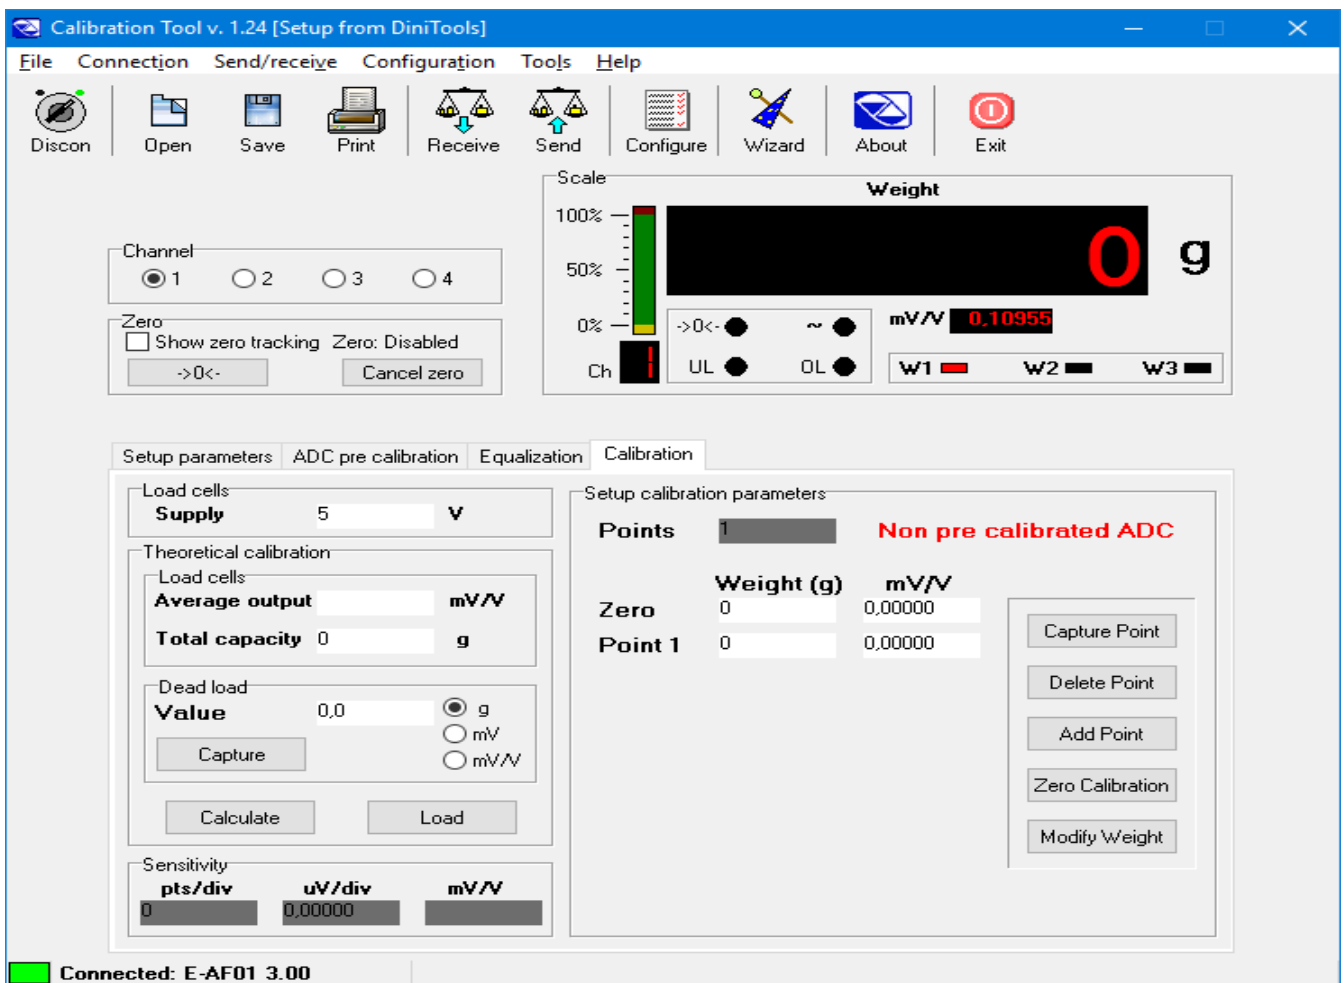 Calibration Tool v. 1.24 [Setup from DiniTools]
File Connection Send/receive Configuration Tools Help
Discon Open Save Print Receive Send Configure Wizard About Exit
Scale
Weight
100%
50%
0%
0 g
Channel
1 2 3 4
Zero
Show zero tracking Zero: Disabled
->0<- Cancel zero
->0<- ~ mV/V 0,10955
Ch 1 UL OL W1 W2 W3
Setup parameters ADC pre calibration Equalization Calibration
Load cells
Supply 5 V
Theoretical calibration
Load cells
Average output mV/V
Total capacity 0 g
Dead load
Value 0,0 g
mV
mV/V
Capture
Calculate Load
Sensitivity
pts/div uV/div mV/V
0 0,00000
Setup calibration parameters
Points 1 Non pre calibrated ADC
Weight (g) mV/V
Zero 0 0,00000
Point 1 0 0,00000
Capture Point
Delete Point
Add Point
Zero Calibration
Modify Weight
Connected: E-AF01 3.00